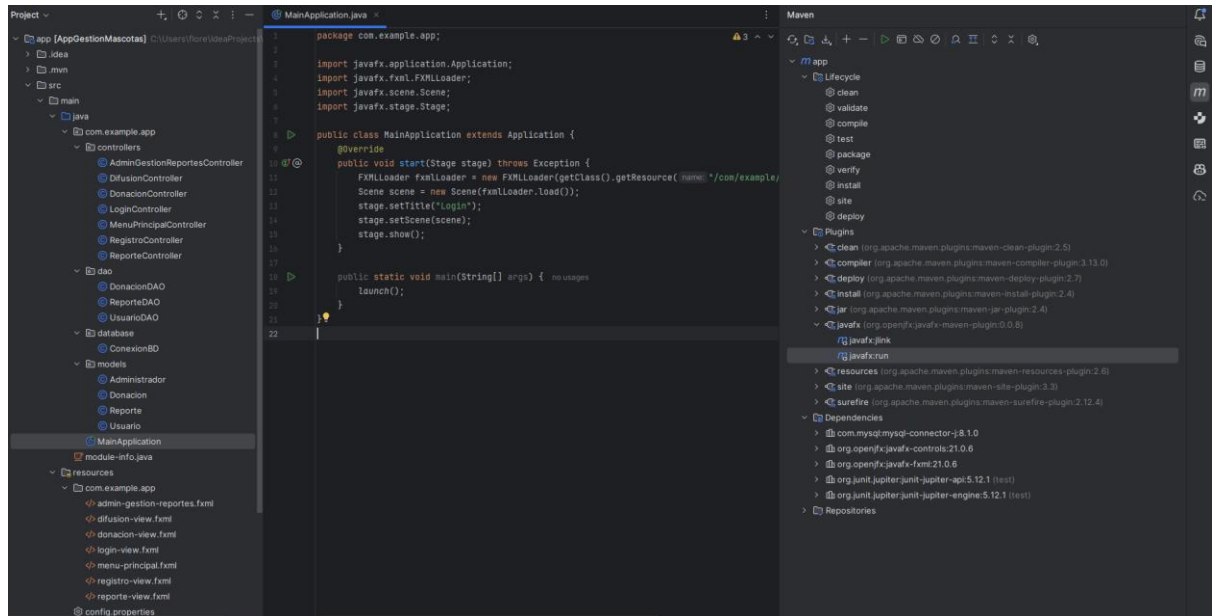 Project
app [AppGestionMascotas] C:\Users\fiore\IdeaProjects\
.idea
.mvn
src
main
java
com.example.app
controllers
AdminGestionReportesController
DifusionController
DonacionController
LoginController
MenuPrincipalController
RegistroController
ReporteController
dao
DonacionDAO
ReporteDAO
UsuarioDAO
database
ConexionBD
models
Administrador
Donacion
Reporte
Usuario
MainApplication
module-info.java
resources
com.example.app
admin-gestion-reportes.fxml
difusion-view.fxml
donacion-view.fxml
login-view.fxml
menu-principal.fxml
registro-view.fxml
reporte-view.fxml
config.properties
MainApplication.java
3
1 package com.example.app;
2
3 import javafx.application.Application;
4 import javafx.fxml.FXMLLoader;
5 import javafx.scene.Scene;
6 import javafx.stage.Stage;
7
8 public class MainApplication extends Application {
9 @Override
10 public void start(Stage stage) throws Exception {
11 FXMLLoader fxmlLoader = new FXMLLoader(getClass().getResource( name: "/com/example/
12 Scene scene = new Scene(fxmlLoader.load());
13 stage.setTitle("Login");
14 stage.setScene(scene);
15 stage.show();
16 }
17
18 public static void main(String[] args) { no usages
19 launch();
20 }
21 }
22
Maven
m app
Lifecycle
clean
validate
compile
test
package
verify
install
site
deploy
Plugins
clean (org.apache.maven.plugins:maven-clean-plugin:2.5)
compiler (org.apache.maven.plugins:maven-compiler-plugin:3.13.0)
deploy (org.apache.maven.plugins:maven-deploy-plugin:2.7)
install (org.apache.maven.plugins:maven-install-plugin:2.4)
jar (org.apache.maven.plugins:maven-jar-plugin:2.4)
javafx (org.openjfx:javafx-maven-plugin:0.0.8)
javafx:jlink
javafx:run
resources (org.apache.maven.plugins:maven-resources-plugin:2.6)
site (org.apache.maven.plugins:maven-site-plugin:3.3)
surefire (org.apache.maven.plugins:maven-surefire-plugin:2.12.4)
Dependencies
com.mysql:mysql-connector-j:8.1.0
org.openjfx:javafx-controls:21.0.6
org.openjfx:javafx-fxml:21.0.6
org.junit.jupiter:junit-jupiter-api:5.12.1 (test)
org.junit.jupiter:junit-jupiter-engine:5.12.1 (test)
Repositories
m